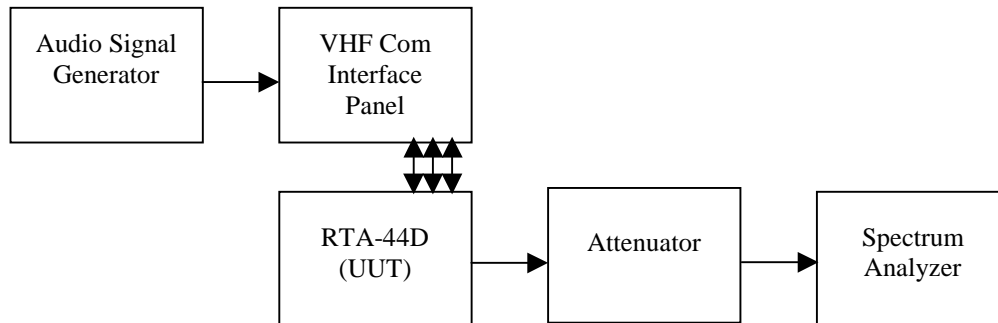 Audio Signal
Generator
VHF Com
Interface
Panel
RTA-44D
(UUT)
Attenuator
Spectrum
Analyzer